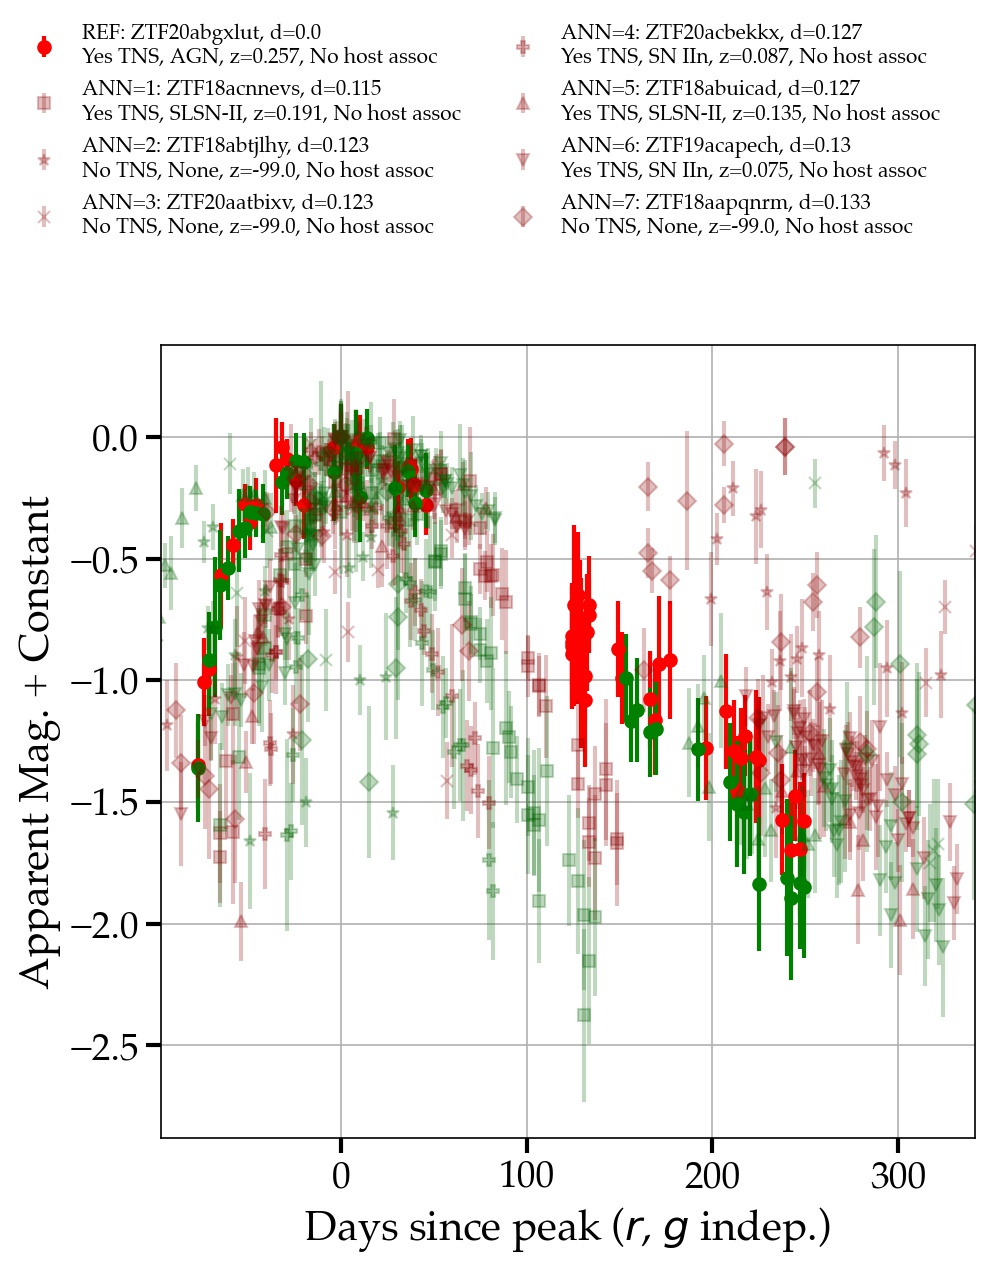 REF: ZTF20abgxlut, d=0.0
Yes TNS, AGN, z=0.257, No host assoc
ANN=1: ZTF18acnnevs, d=0.115
Yes TNS, SLSN-II, z=0.191, No host assoc
ANN=2: ZTF18abtjlhy, d=0.123
No TNS, None, z=-99.0, No host assoc
ANN=3: ZTF20aatbixv, d=0.123
No TNS, None, z=-99.0, No host assoc
ANN=4: ZTF20acbekkx, d=0.127
Yes TNS, SN IIn, z=0.087, No host assoc
ANN=5: ZTF18abuicad, d=0.127
Yes TNS, SLSN-II, z=0.135, No host assoc
ANN=6: ZTF19acapech, d=0.13
Yes TNS, SN IIn, z=0.075, No host assoc
ANN=7: ZTF18aapqnrm, d=0.133
No TNS, None, z=-99.0, No host assoc
Apparent Mag. + Constant
0.0
−0.5
−1.0
−1.5
−2.0
−2.5
0 100 200 300
Days since peak (r, g indep.)